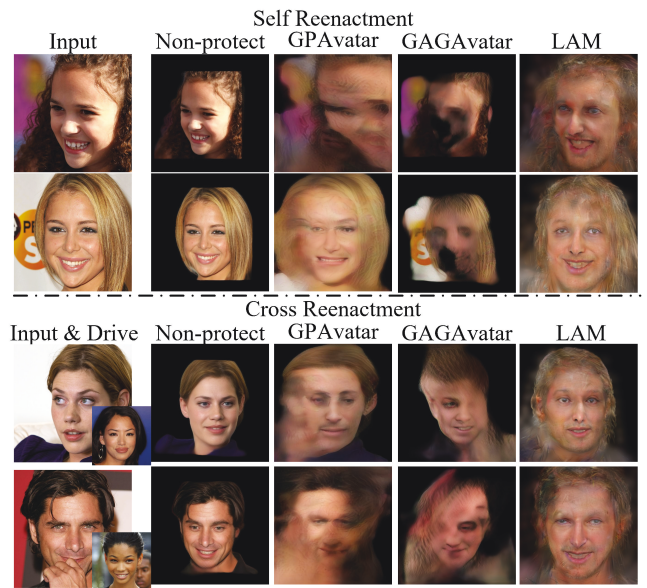 Self Reenactment
Input Non-protect GPAvatar GAGAvatar LAM
Cross Reenactment
Input & Drive Non-protect GPAvatar GAGAvatar LAM